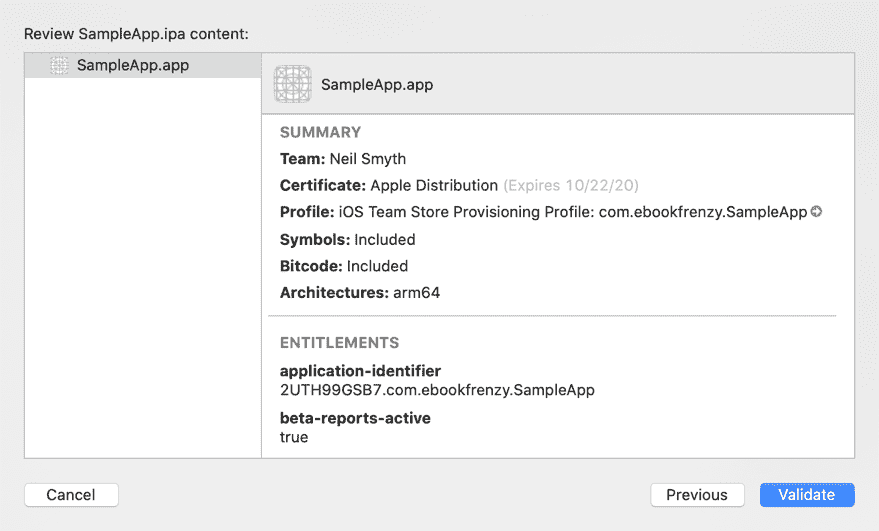 Review SampleApp.ipa content:
SampleApp.app
SampleApp.app
SUMMARY
Team: Neil Smyth
Certificate: Apple Distribution (Expires 10/22/20)
Profile: iOS Team Store Provisioning Profile: com.ebookfrenzy.SampleApp
Symbols: Included
Bitcode: Included
Architectures: arm64
ENTITLEMENTS
application-identifier
2UTH99GSB7.com.ebookfrenzy.SampleApp
beta-reports-active
true
Cancel
Previous
Validate